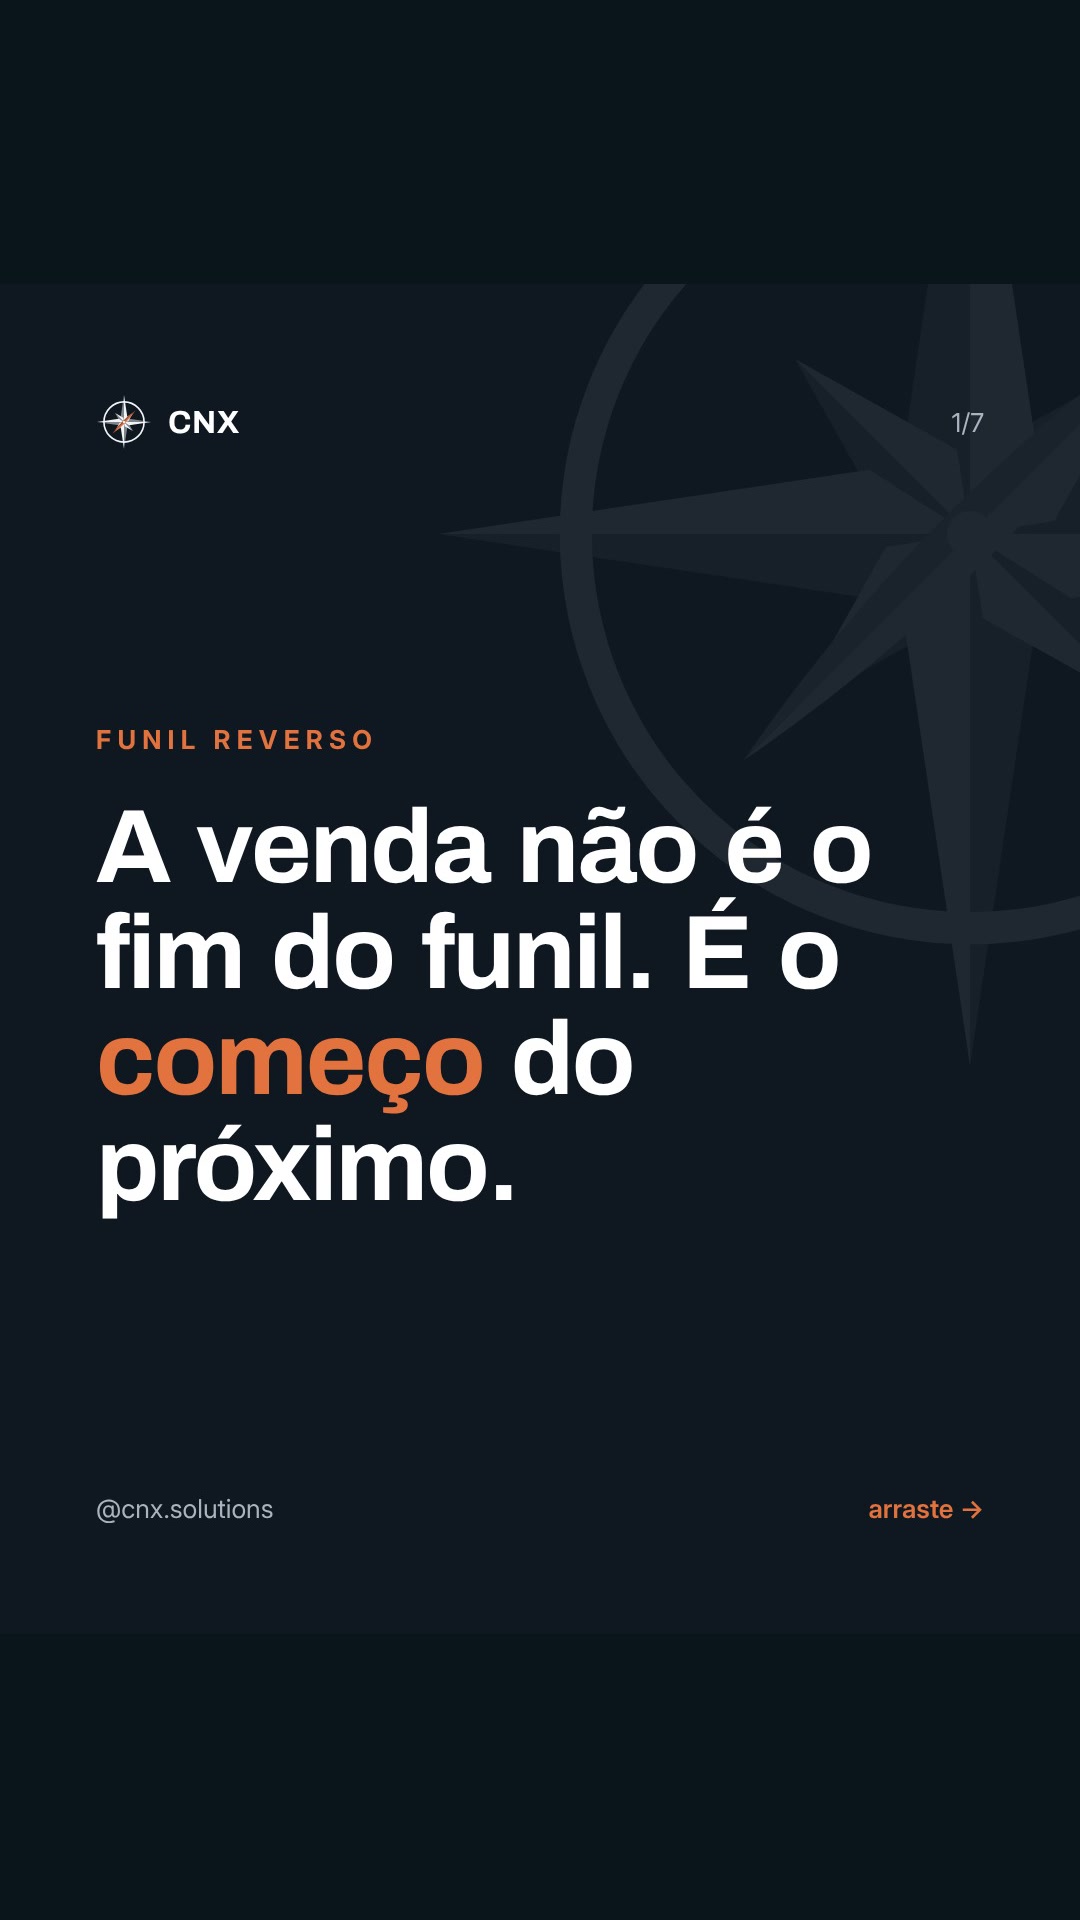 CNX
1/7
FUNIL REVERSO
A venda não é o
fim do funil. É o
começo do
próximo.
@cnx.solutions
arraste →